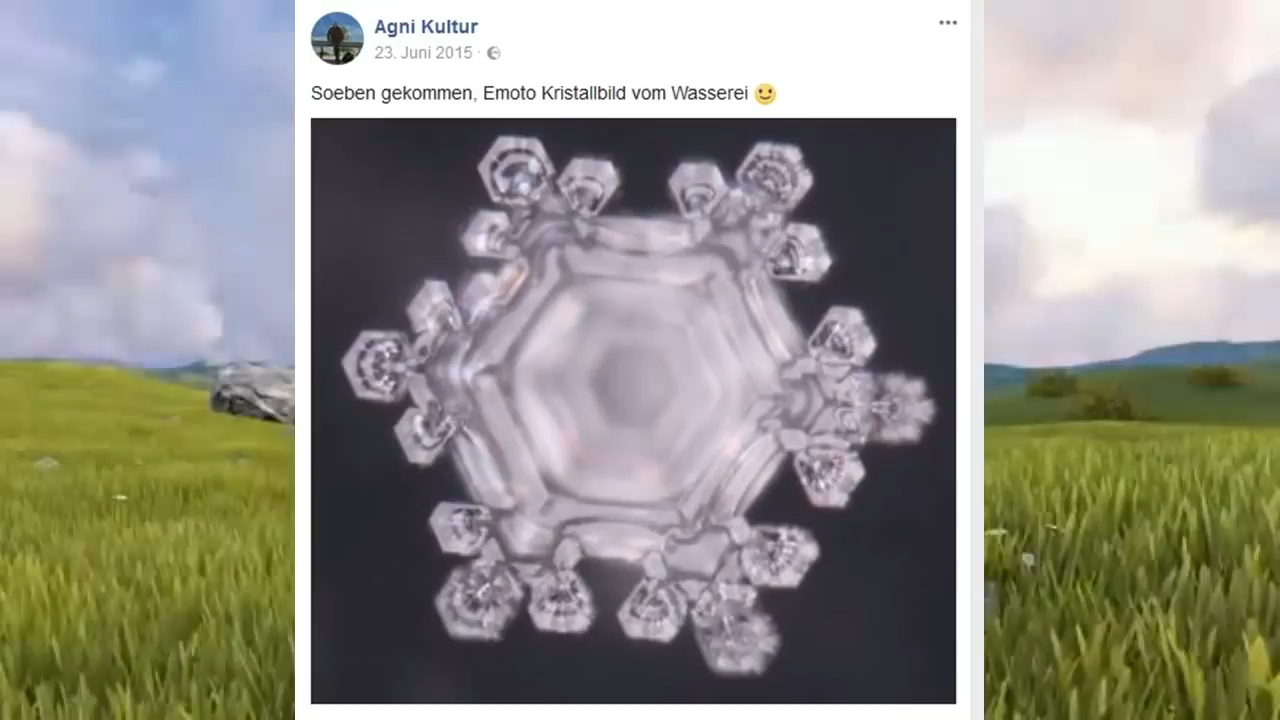 Agni Kultur
23. Juni 2015 ·
Soeben gekommen, Emoto Kristallbild vom Wasserei